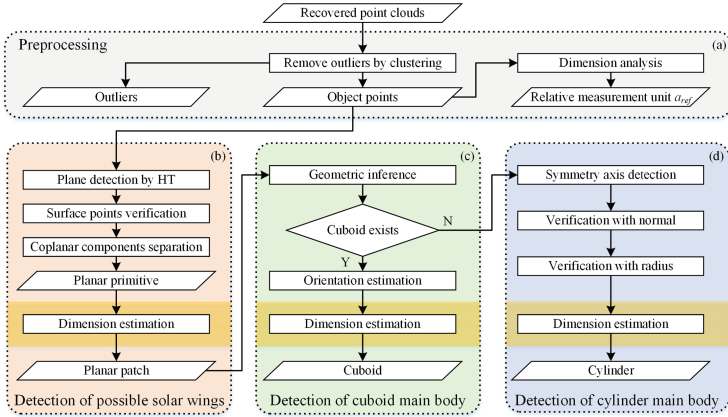 Recovered point clouds
Preprocessing
(a)
Remove outliers by clustering
Dimension analysis
Outliers
Object points
Relative measurement unit a_ref
(b)
Plane detection by HT
Surface points verification
Coplanar components separation
Planar primitive
Dimension estimation
Planar patch
Detection of possible solar wings
(c)
Geometric inference
Cuboid exists
N
Y
Orientation estimation
Dimension estimation
Cuboid
Detection of cuboid main body
(d)
Symmetry axis detection
Verification with normal
Verification with radius
Dimension estimation
Cylinder
Detection of cylinder main body